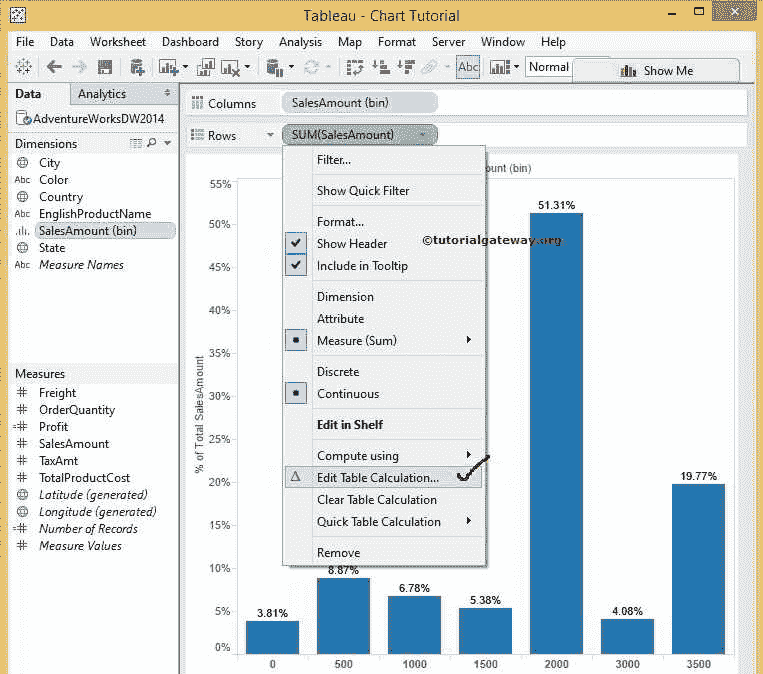 Tableau - Chart Tutorial
File Data Worksheet Dashboard Story Analysis Map Format Server Window Help
Abc Normal Show Me
Data Analytics
AdventureWorksDW2014
Dimensions
City
Abc Color
Country
Abc EnglishProductName
SalesAmount (bin)
State
Abc Measure Names
Measures
Freight
OrderQuantity
Profit
SalesAmount
TaxAmt
TotalProductCost
Latitude (generated)
Longitude (generated)
Number of Records
Measure Values
Columns SalesAmount (bin)
Rows SUM(SalesAmount)
Filter...
Show Quick Filter
Format...
Show Header
Include in Tooltip
Dimension
Attribute
Measure (Sum)
Discrete
Continuous
Edit in Shelf
Compute using
Edit Table Calculation...
Clear Table Calculation
Quick Table Calculation
Remove
(bin)
©tutorialgateway.org
% of Total SalesAmount
55%
50%
45%
40%
35%
30%
25%
20%
15%
10%
5%
0%
3.81%
8.87%
6.78%
5.38%
51.31%
4.08%
19.77%
0 500 1000 1500 2000 3000 3500